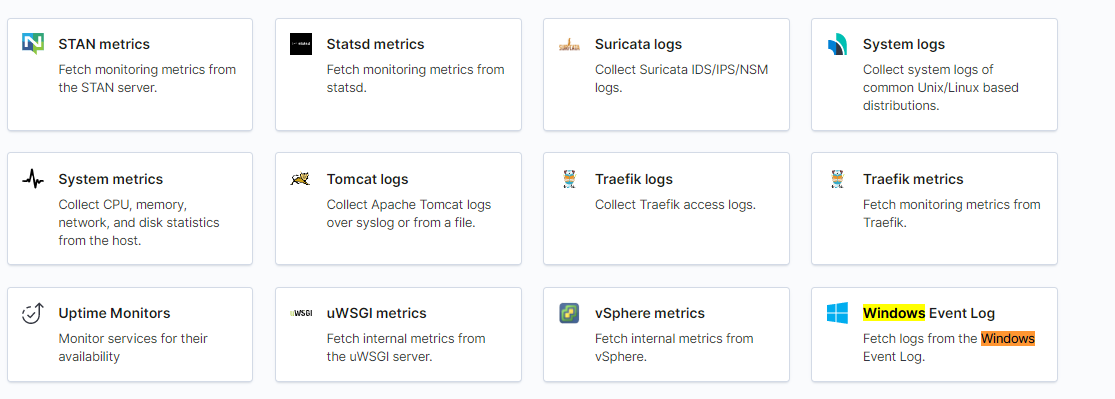 STAN metrics
Fetch monitoring metrics from
the STAN server.
statsd
Statsd metrics
Fetch monitoring metrics from
statsd.
SURICATA
Suricata logs
Collect Suricata IDS/IPS/NSM
logs.
System logs
Collect system logs of
common Unix/Linux based
distributions.
System metrics
Collect CPU, memory,
network, and disk statistics
from the host.
Tomcat logs
Collect Apache Tomcat logs
over syslog or from a file.
Traefik logs
Collect Traefik access logs.
Traefik metrics
Fetch monitoring metrics from
Traefik.
Uptime Monitors
Monitor services for their
availability
uWSGI
uWSGI metrics
Fetch internal metrics from
the uWSGI server.
vSphere metrics
Fetch internal metrics from
vSphere.
Windows Event Log
Fetch logs from the Windows
Event Log.